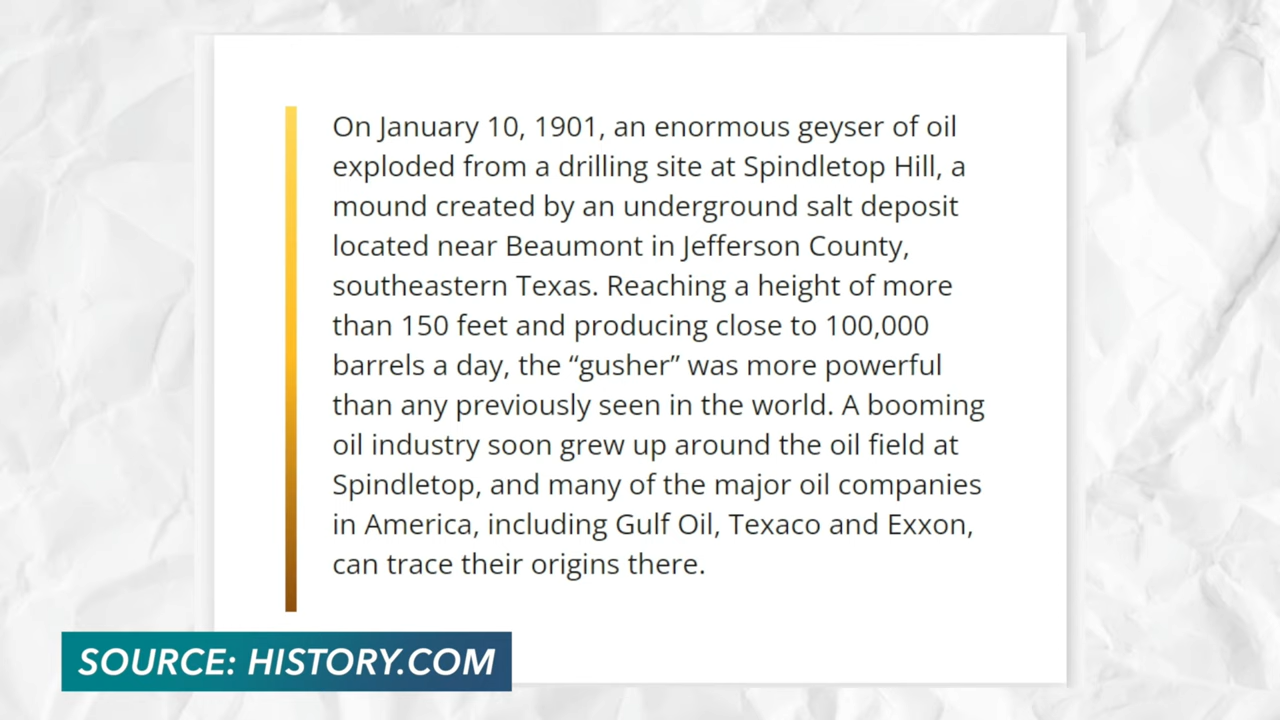 On January 10, 1901, an enormous geyser of oil
exploded from a drilling site at Spindletop Hill, a
mound created by an underground salt deposit
located near Beaumont in Jefferson County,
southeastern Texas. Reaching a height of more
than 150 feet and producing close to 100,000
barrels a day, the “gusher” was more powerful
than any previously seen in the world. A booming
oil industry soon grew up around the oil field at
Spindletop, and many of the major oil companies
in America, including Gulf Oil, Texaco and Exxon,
can trace their origins there.
SOURCE: HISTORY.COM